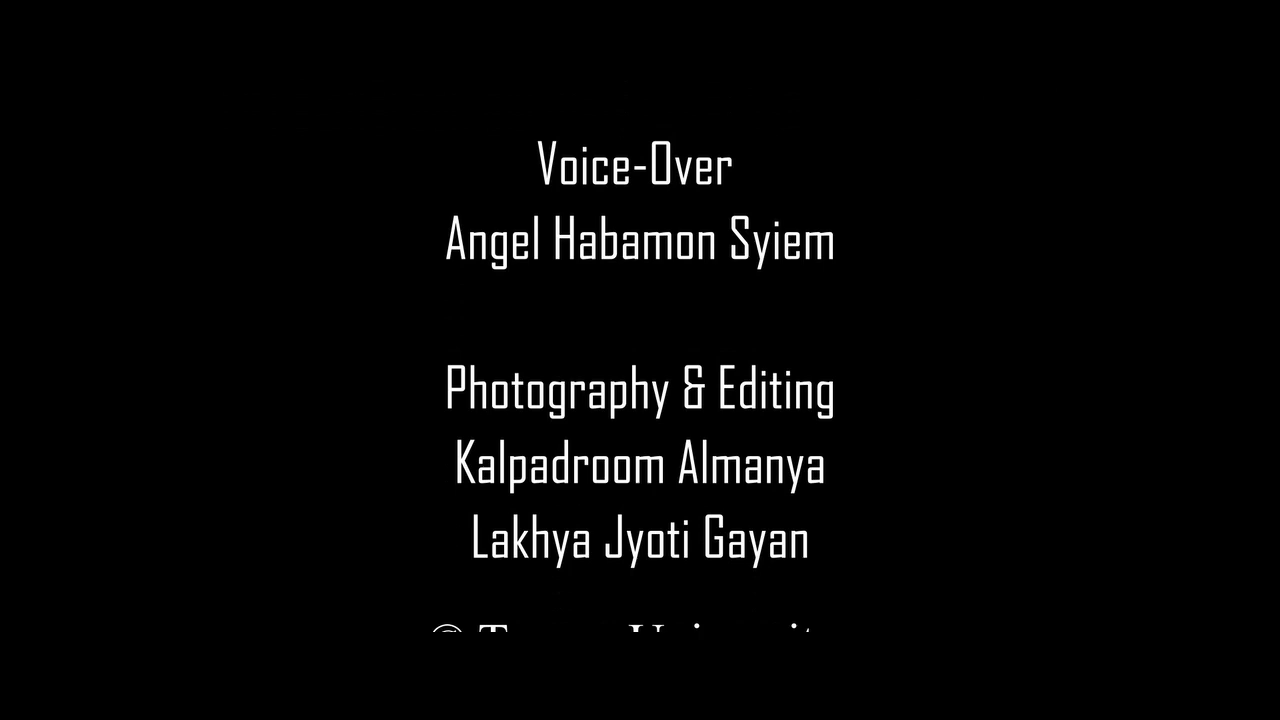 Voice-Over
Angel Habamon Syiem
Photography & Editing
Kalpadroom Almanya
Lakhya Jyoti Gayan
©